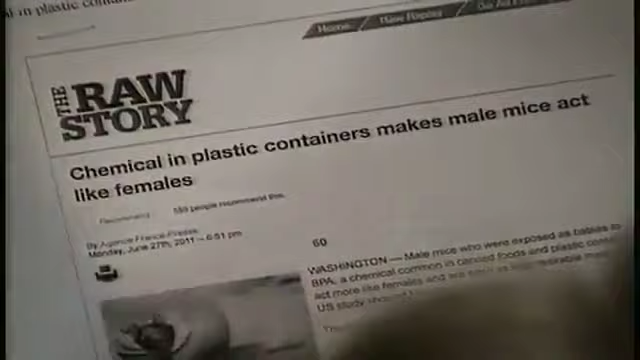 in plastic
Home
Raw Replay
THE
RAW
STORY
Chemical in plastic containers makes male mice act
like females
Recommend
589 people recommend this.
By Agence France-Presse
Monday, June 27th, 2011 -- 6:51 pm
60
WASHINGTON — Male mice who were exposed as babies to
BPA, a chemical common in canned foods and plastic
act more like females and are
US study